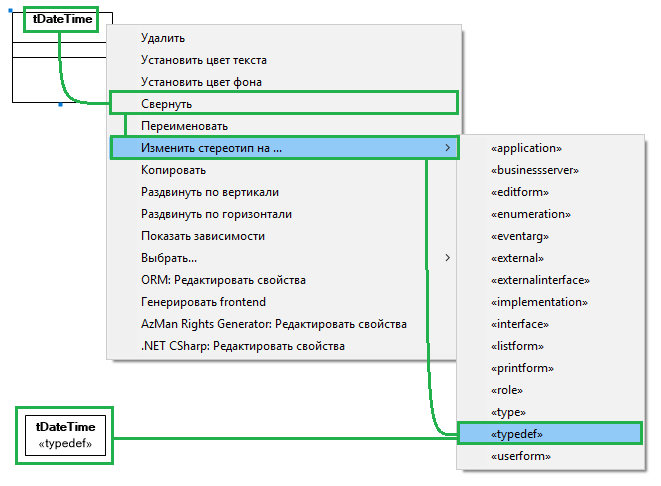 tDateTime
Удалить
Установить цвет текста
Установить цвет фона
Свернуть
Переименовать
Изменить стереотип на ...
Копировать
Раздвинуть по вертикали
Раздвинуть по горизонтали
Показать зависимости
Выбрать...
ORM: Редактировать свойства
Генерировать frontend
AzMan Rights Generator: Редактировать свойства
.NET CSharp: Редактировать свойства
«application»
«businessserver»
«editform»
«enumeration»
«eventarg»
«external»
«externalinterface»
«implementation»
«interface»
«listform»
«printform»
«role»
«type»
«typedef»
«userform»
tDateTime
«typedef»